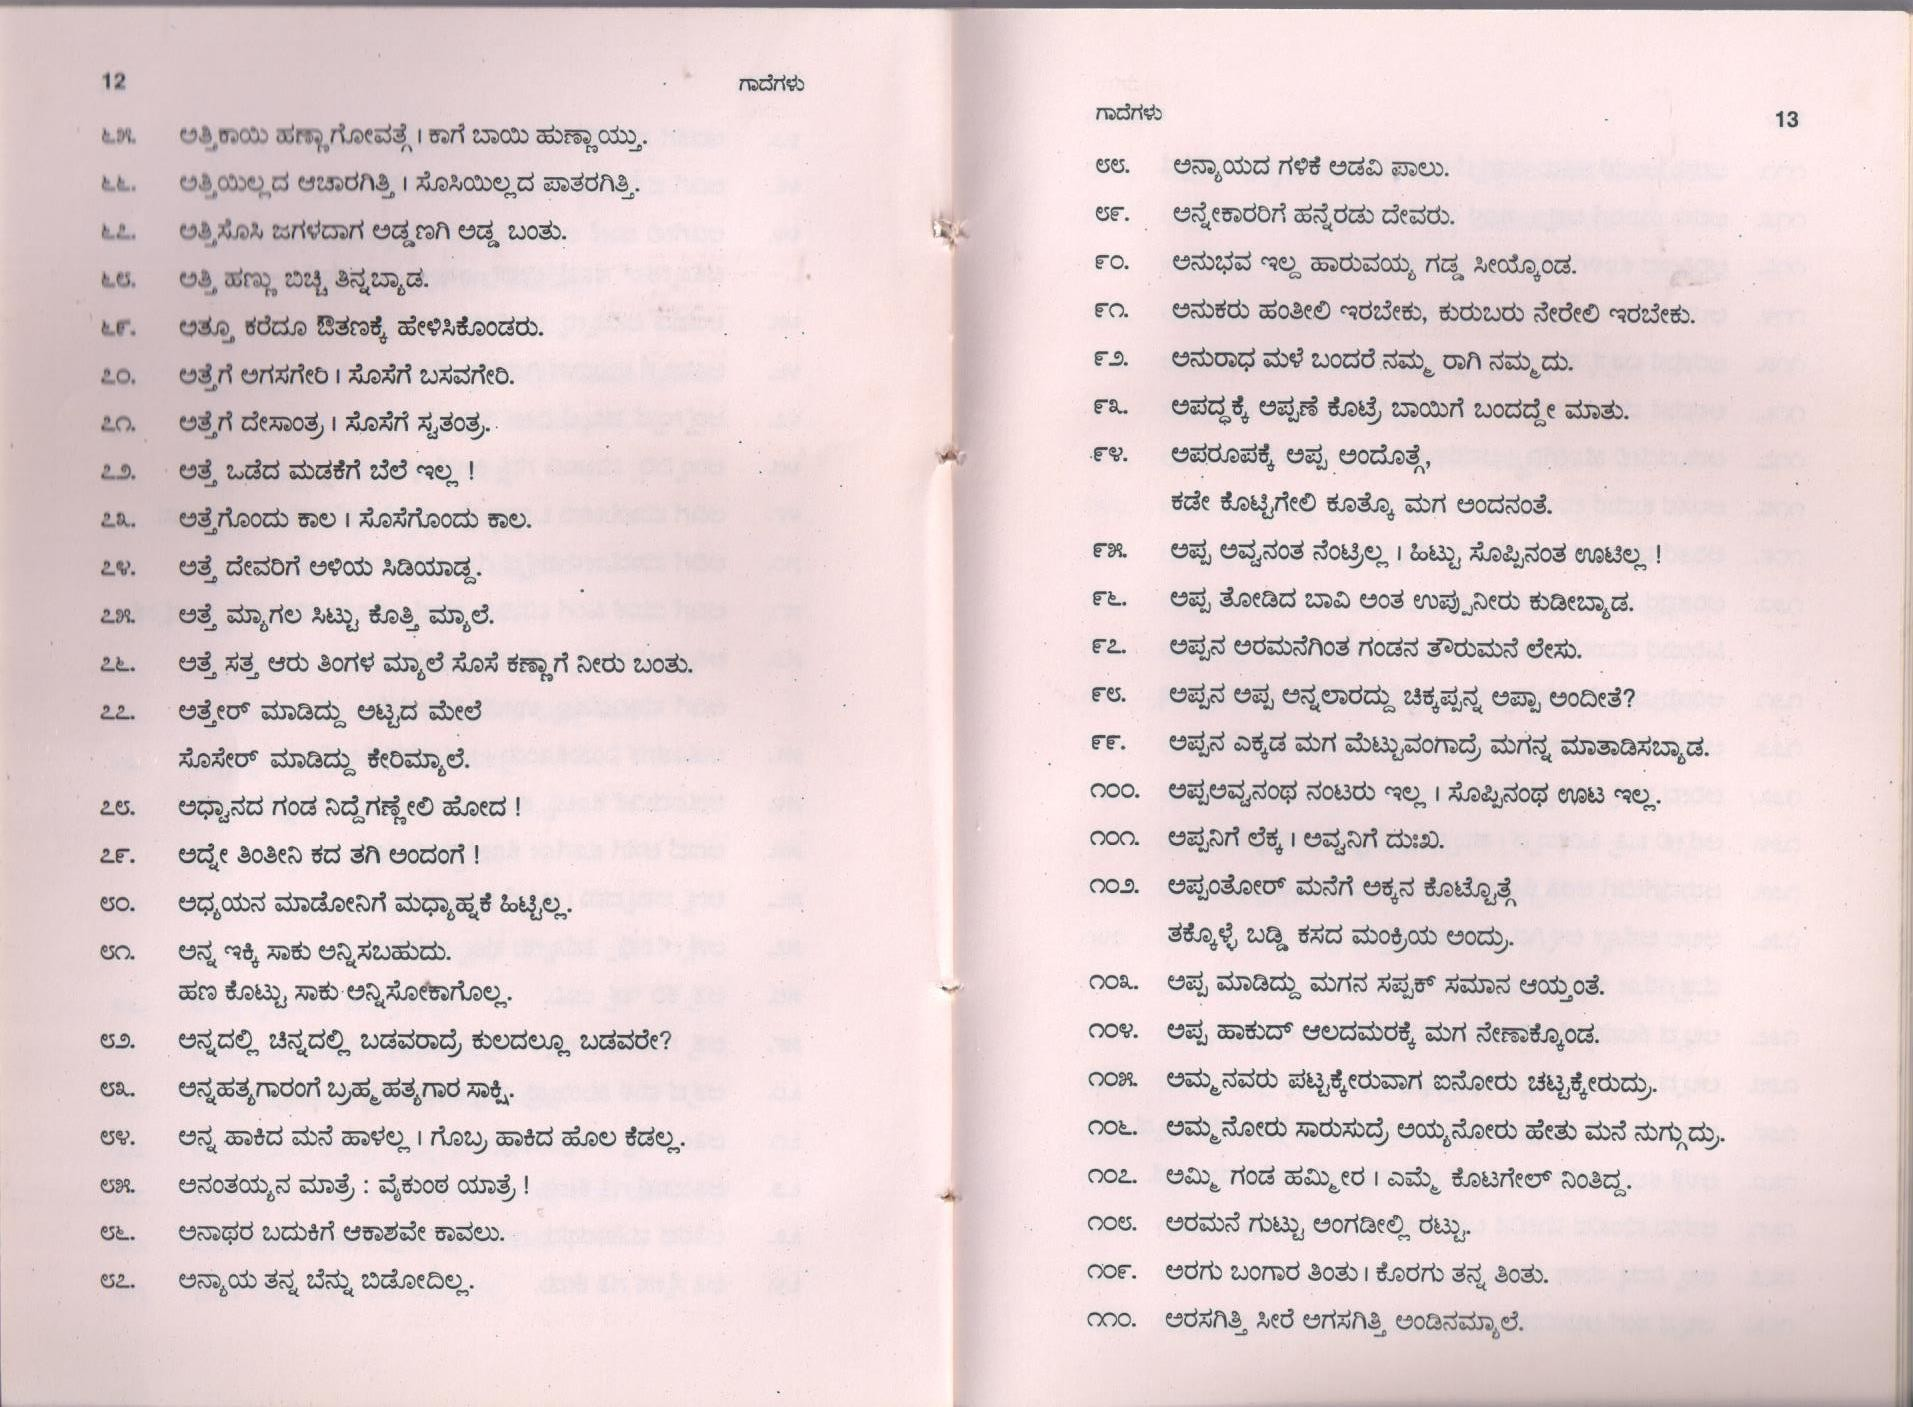 12 ಗಾದೆಗಳು
೬೫. ಅತ್ತಿಕಾಯಿ ಹಣ್ಣಾಗೋವತ್ಗೆ । ಕಾಗೆ ಬಾಯಿ ಹುಣ್ಣಾಯ್ತು.
೬೬. ಅತ್ತಿಯಿಲ್ಲದ ಆಚಾರಗಿತ್ತಿ । ಸೊಸಿಯಿಲ್ಲದ ಪಾತರಗಿತ್ತಿ.
೬೭. ಅತ್ತಿಸೊಸಿ ಜಗಳದಾಗ ಅಡ್ಡಣಗಿ ಅಡ್ಡ ಬಂತು.
೬೮. ಅತ್ತಿ ಹಣ್ಣು ಬಿಚ್ಚಿ ತಿನ್ನಬ್ಯಾಡ.
೬೯. ಅತ್ತೂ ಕರೆದೂ ಔತಣಕ್ಕೆ ಹೇಳಿಸಿಕೊಂಡರು.
೭೦. ಅತ್ತೆಗೆ ಅಗಸಗೇರಿ । ಸೊಸೆಗೆ ಬಸವಗೇರಿ.
೭೧. ಅತ್ತೆಗೆ ದೇಸಾಂತ್ರ । ಸೊಸೆಗೆ ಸ್ವತಂತ್ರ.
೭೨. ಅತ್ತೆ ಒಡೆದ ಮಡಕೆಗೆ ಬೆಲೆ ಇಲ್ಲ !
೭೩. ಅತ್ತೆಗೊಂದು ಕಾಲ । ಸೊಸೆಗೊಂದು ಕಾಲ.
೭೪. ಅತ್ತೆ ದೇವರಿಗೆ ಅಳಿಯ ಸಿಡಿಯಾಡ್ದ.
೭೫. ಅತ್ತೆ ಮ್ಯಾಗಲ ಸಿಟ್ಟು ಕೊತ್ತಿ ಮ್ಯಾಲೆ.
೭೬. ಅತ್ತೆ ಸತ್ತ ಆರು ತಿಂಗಳ ಮ್ಯಾಲೆ ಸೊಸೆ ಕಣ್ಣಾಗೆ ನೀರು ಬಂತು.
೭೭. ಅತ್ತೇರ್ ಮಾಡಿದ್ದು ಅಟ್ಟದ ಮೇಲೆ
ಸೊಸೇರ್ ಮಾಡಿದ್ದು ಕೇರಿಮ್ಯಾಲೆ.
೭೮. ಅಧ್ವಾನದ ಗಂಡ ನಿದ್ದೆಗಣ್ಣೇಲಿ ಹೋದ !
೭೯. ಅದ್ನೇ ತಿಂತೀನಿ ಕದ ತಗಿ ಅಂದಂಗೆ !
೮೦. ಅಧ್ಯಯನ ಮಾಡೋನಿಗೆ ಮಧ್ಯಾಹ್ನಕೆ ಹಿಟ್ಟಿಲ್ಲ.
೮೧. ಅನ್ನ ಇಕ್ಕಿ ಸಾಕು ಅನ್ನಿಸಬಹುದು.
ಹಣ ಕೊಟ್ಟು ಸಾಕು ಅನ್ನಿಸೋಕಾಗೊಲ್ಲ.
೮೨. ಅನ್ನದಲ್ಲಿ ಚಿನ್ನದಲ್ಲಿ ಬಡವರಾದ್ರೆ ಕುಲದಲ್ಲೂ ಬಡವರೇ?
೮೩. ಅನ್ನಹತ್ಯಗಾರಂಗೆ ಬ್ರಹ್ಮಹತ್ಯಗಾರ ಸಾಕ್ಷಿ.
೮೪. ಅನ್ನ ಹಾಕಿದ ಮನೆ ಹಾಳಲ್ಲ । ಗೊಬ್ರ ಹಾಕಿದ ಹೊಲ ಕೆಡಲ್ಲ.
೮೫. ಅನಂತಯ್ಯನ ಮಾತ್ರೆ : ವೈಕುಂಠ ಯಾತ್ರೆ !
೮೬. ಅನಾಥರ ಬದುಕಿಗೆ ಆಕಾಶವೇ ಕಾವಲು.
೮೭. ಅನ್ಯಾಯ ತನ್ನ ಬೆನ್ನು ಬಿಡೋದಿಲ್ಲ.
ಗಾದೆಗಳು 13
೮೮. ಅನ್ಯಾಯದ ಗಳಿಕೆ ಅಡವಿ ಪಾಲು.
೮೯. ಅನ್ನೇಕಾರರಿಗೆ ಹನ್ನೆರಡು ದೇವರು.
೯೦. ಅನುಭವ ಇಲ್ದ ಹಾರುವಯ್ಯ ಗಡ್ಡ ಸೀಯ್ಕೊಂಡ.
೯೧. ಅನುಕರು ಹಂತೀಲಿ ಇರಬೇಕು, ಕುರುಬರು ನೇರೇಲಿ ಇರಬೇಕು.
೯೨. ಅನುರಾಧ ಮಳೆ ಬಂದರೆ ನಮ್ಮ ರಾಗಿ ನಮ್ಮದು.
೯೩. ಅಪದ್ಧಕ್ಕೆ ಅಪ್ಪಣೆ ಕೊಟ್ರೆ ಬಾಯಿಗೆ ಬಂದದ್ದೇ ಮಾತು.
೯೪. ಅಪರೂಪಕ್ಕೆ ಅಪ್ಪ ಅಂದೊತ್ಗೆ,
ಕಡೇ ಕೊಟ್ಟಿಗೇಲಿ ಕೂತ್ಕೊ ಮಗ ಅಂದನಂತೆ.
೯೫. ಅಪ್ಪ ಅವ್ವನಂತ ನೆಂಟ್ರಿಲ್ಲ । ಹಿಟ್ಟು ಸೊಪ್ಪಿನಂತ ಊಟಿಲ್ಲ !
೯೬. ಅಪ್ಪ ತೋಡಿದ ಬಾವಿ ಅಂತ ಉಪ್ಪುನೀರು ಕುಡೀಬ್ಯಾಡ.
೯೭. ಅಪ್ಪನ ಅರಮನೆಗಿಂತ ಗಂಡನ ತೌರುಮನೆ ಲೇಸು.
೯೮. ಅಪ್ಪನ ಅಪ್ಪ ಅನ್ನಲಾರದ್ದು ಚಿಕ್ಕಪ್ಪನ್ನ ಅಪ್ಪಾ ಅಂದೀತೆ?
೯೯. ಅಪ್ಪನ ಎಕ್ಕಡ ಮಗ ಮೆಟ್ಟುವಂಗಾದ್ರೆ ಮಗನ್ನ ಮಾತಾಡಿಸಬ್ಯಾಡ.
೧೦೦. ಅಪ್ಪಅವ್ವನಂಥ ನಂಟರು ಇಲ್ಲ । ಸೊಪ್ಪಿನಂಥ ಊಟ ಇಲ್ಲ.
೧೦೧. ಅಪ್ಪನಿಗೆ ಲೆಕ್ಕ । ಅವ್ವನಿಗೆ ದುಃಖ.
೧೦೨. ಅಪ್ಪಂತೋರ್ ಮನೆಗೆ ಅಕ್ಕನ ಕೊಟ್ಟೊತ್ಗೆ
ತಕ್ಕೊಳ್ಳೆ ಬಡ್ಡಿ ಕಸದ ಮಂಕ್ರಿಯ ಅಂದ್ರು.
೧೦೩. ಅಪ್ಪ ಮಾಡಿದ್ದು ಮಗನ ಸಪ್ಪಕ್ ಸಮಾನ ಆಯ್ತಂತೆ.
೧೦೪. ಅಪ್ಪ ಹಾಕುದ್ ಆಲದಮರಕ್ಕೆ ಮಗ ನೇಣಾಕ್ಕೊಂಡ.
೧೦೫. ಅಮ್ಮನವರು ಪಟ್ಟಕ್ಕೇರುವಾಗ ಐನೋರು ಚಟ್ಟಕ್ಕೇರುದ್ರು.
೧೦೬. ಅಮ್ಮನೋರು ಸಾರುಸುದ್ರೆ ಅಯ್ಯನೋರು ಹೇತು ಮನೆ ನುಗ್ಗುದ್ರು.
೧೦೭. ಅಮ್ಮಿ ಗಂಡ ಹಮ್ಮೀರ । ಎಮ್ಮೆ ಕೊಟಗೇಲ್ ನಿಂತಿದ್ದ.
೧೦೮. ಅರಮನೆ ಗುಟ್ಟು ಅಂಗಡೀಲ್ಲಿ ರಟ್ಟು.
೧೦೯. ಅರಗು ಬಂಗಾರ ತಿಂತು । ಕೊರಗು ತನ್ನ ತಿಂತು.
೧೧೦. ಅರಸಗಿತ್ತಿ ಸೀರೆ ಅಗಸಗಿತ್ತಿ ಅಂಡಿನಮ್ಯಾಲೆ.